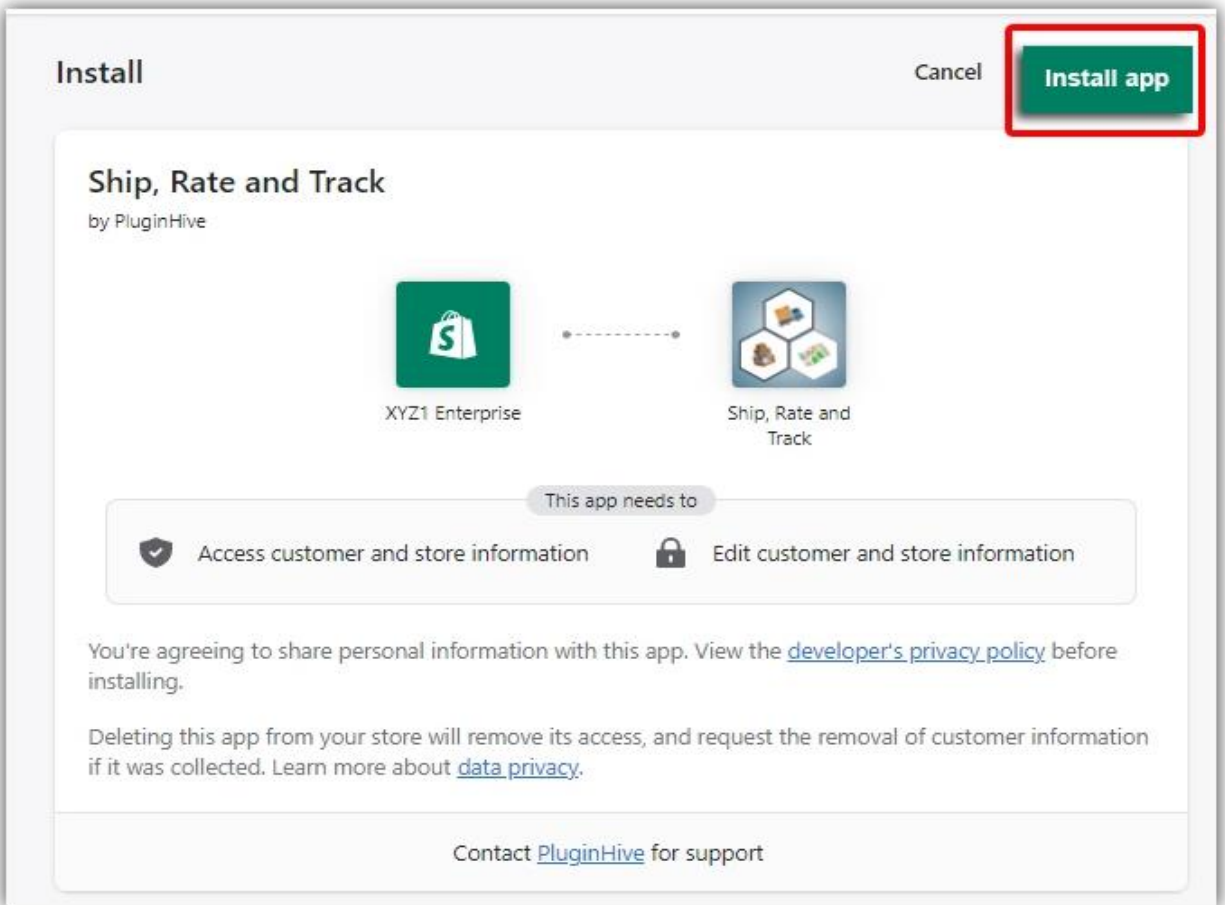 Install
Cancel
Install app
Ship, Rate and Track
by PluginHive
XYZ1 Enterprise
Ship, Rate and
Track
This app needs to
Access customer and store information
Edit customer and store information
You're agreeing to share personal information with this app. View the developer's privacy policy before
installing.
Deleting this app from your store will remove its access, and request the removal of customer information
if it was collected. Learn more about data privacy.
Contact PluginHive for support